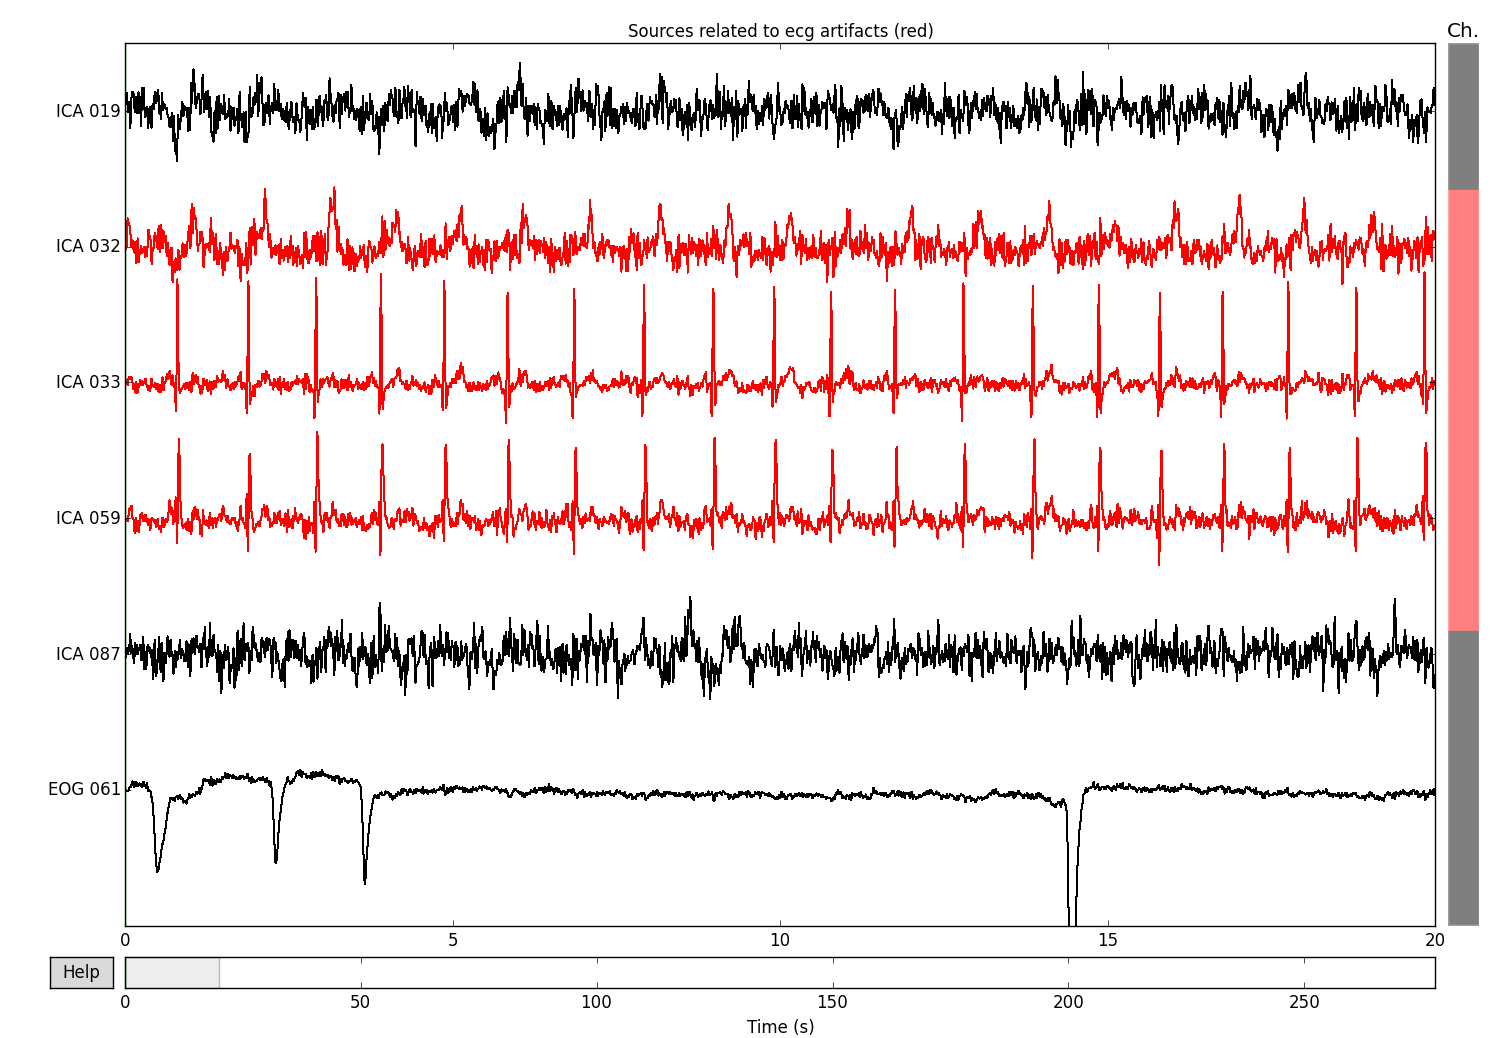 Sources related to ecg artifacts (red)
Ch.
ICA 019
ICA 032
ICA 033
ICA 059
ICA 087
EOG 061
0 5 10 15 20
Help
0 50 100 150 200 250
Time (s)